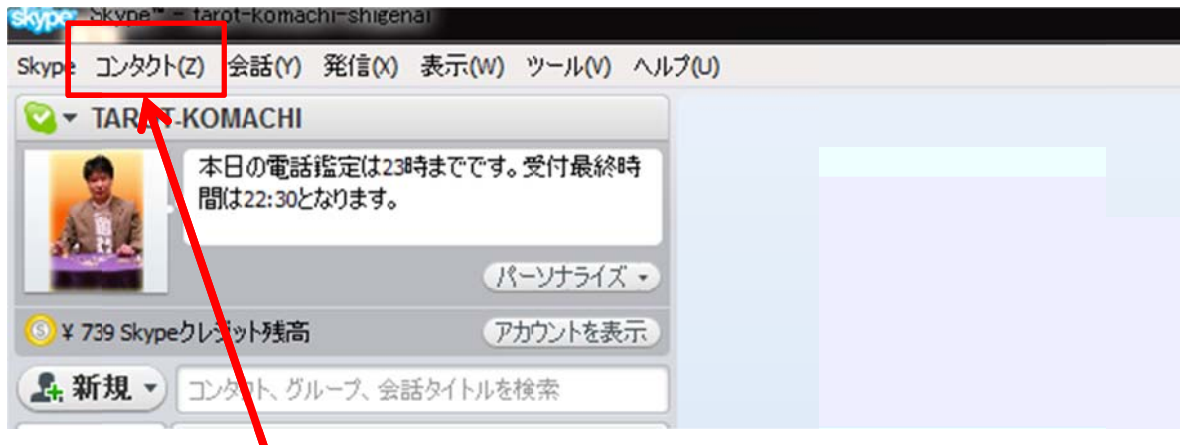 skype Skype™ - tarot-komachi-shigenai
Skype コンタクト(Z) 会話(Y) 発信(X) 表示(W) ツール(V) ヘルプ(U)
TAROT-KOMACHI
本日の電話鑑定は23時までです。受付最終時
間は22:30となります。
パーソナライズ
¥ 739 Skypeクレジット残高 アカウントを表示
新規 コンタクト、グループ、会話タイトルを検索